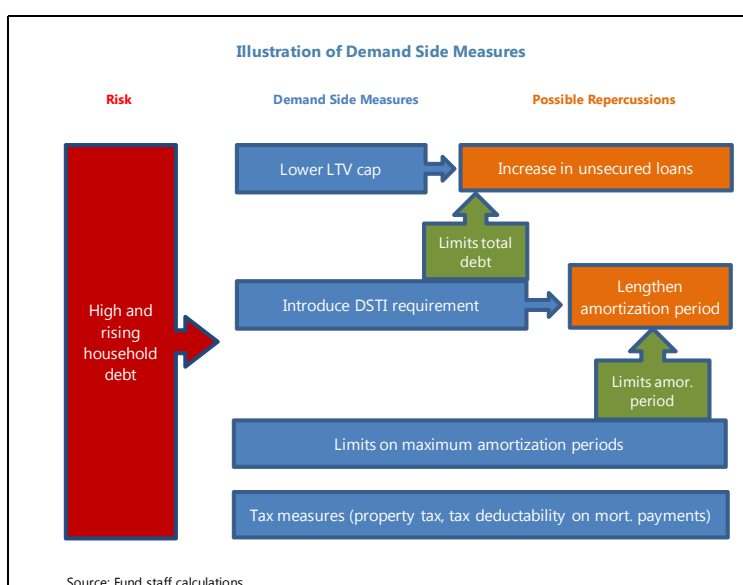 Illustration of Demand Side Measures
Risk
Demand Side Measures
Possible Repercussions
Lower LTV cap
Increase in unsecured loans
Limits total
debt
High and
rising
household
debt
Introduce DSTI requirement
Lengthen
amortization period
Limits amor.
period
Limits on maximum amortization periods
Tax measures (property tax, tax deductability on mort. payments)
Source: Fund staff calculations